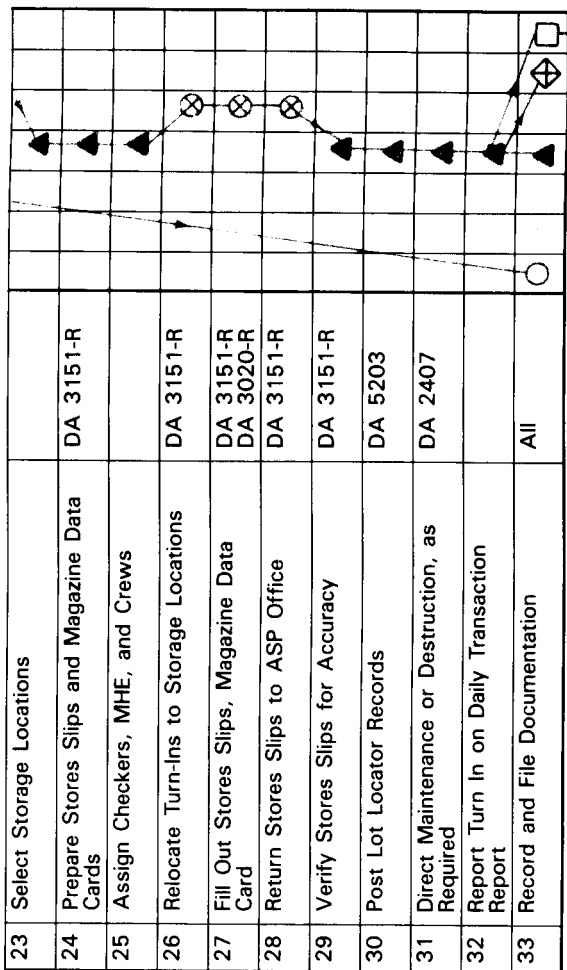 23 Select Storage Locations
24 Prepare Stores Slips and Magazine Data DA 3151-R
Cards
25 Assign Checkers, MHE, and Crews
26 Relocate Turn-Ins to Storage Locations DA 3151-R
27 Fill Out Stores Slips, Magazine Data DA 3151-R
Card DA 3020-R
28 Return Stores Slips to ASP Office DA 3151-R
29 Verify Stores Slips for Accuracy DA 3151-R
30 Post Lot Locator Records DA 5203
31 Direct Maintenance or Destruction, as DA 2407
Required
32 Report Turn In on Daily Transaction
Report
33 Record and File Documentation All